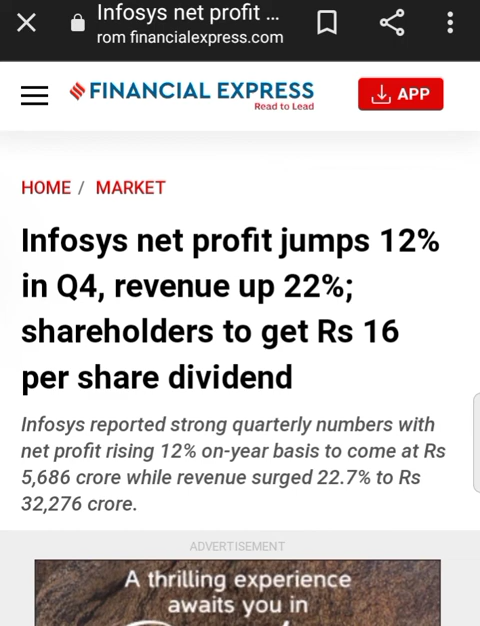 Infosys net profit ...
rom financialexpress.com
FINANCIAL EXPRESS
Read to Lead
APP
HOME / MARKET
Infosys net profit jumps 12%
in Q4, revenue up 22%;
shareholders to get Rs 16
per share dividend
Infosys reported strong quarterly numbers with
net profit rising 12% on-year basis to come at Rs
5,686 crore while revenue surged 22.7% to Rs
32,276 crore.
ADVERTISEMENT
A thrilling experience
awaits you in